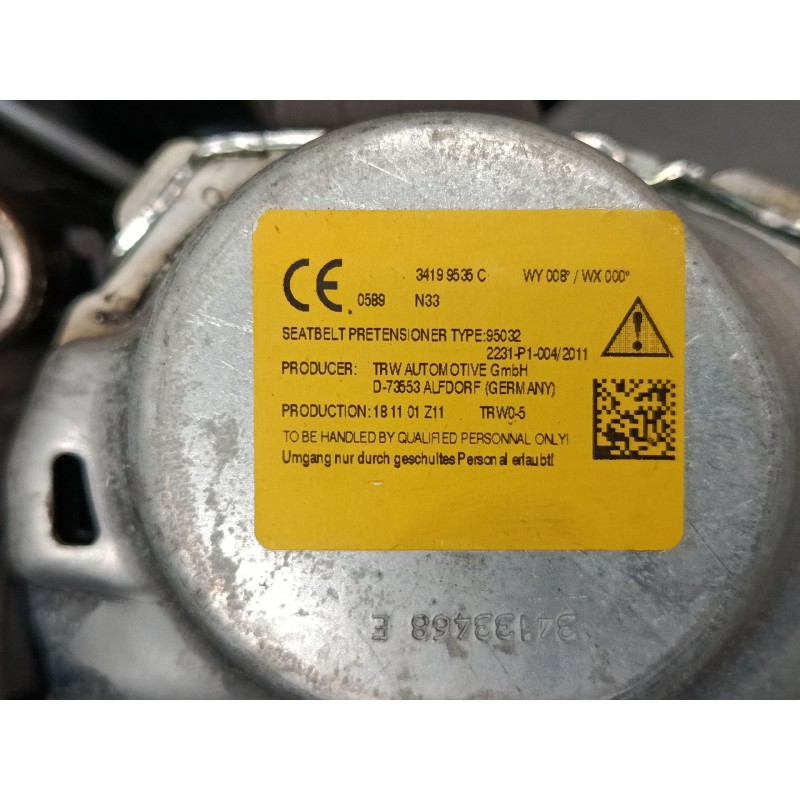 CE 0589 34199535 C WY 008° / WX 000°
N33
SEATBELT PRETENSIONER TYPE:95032
2231-P1-004/2011
PRODUCER: TRW AUTOMOTIVE GmbH
D-73553 ALFDORF (GERMANY)
PRODUCTION: 18 11 01 Z11 TRW0-5
TO BE HANDLED BY QUALIFIED PERSONNAL ONLY!
Umgang nur durch geschultes Personal erlaubt!
34133468 E